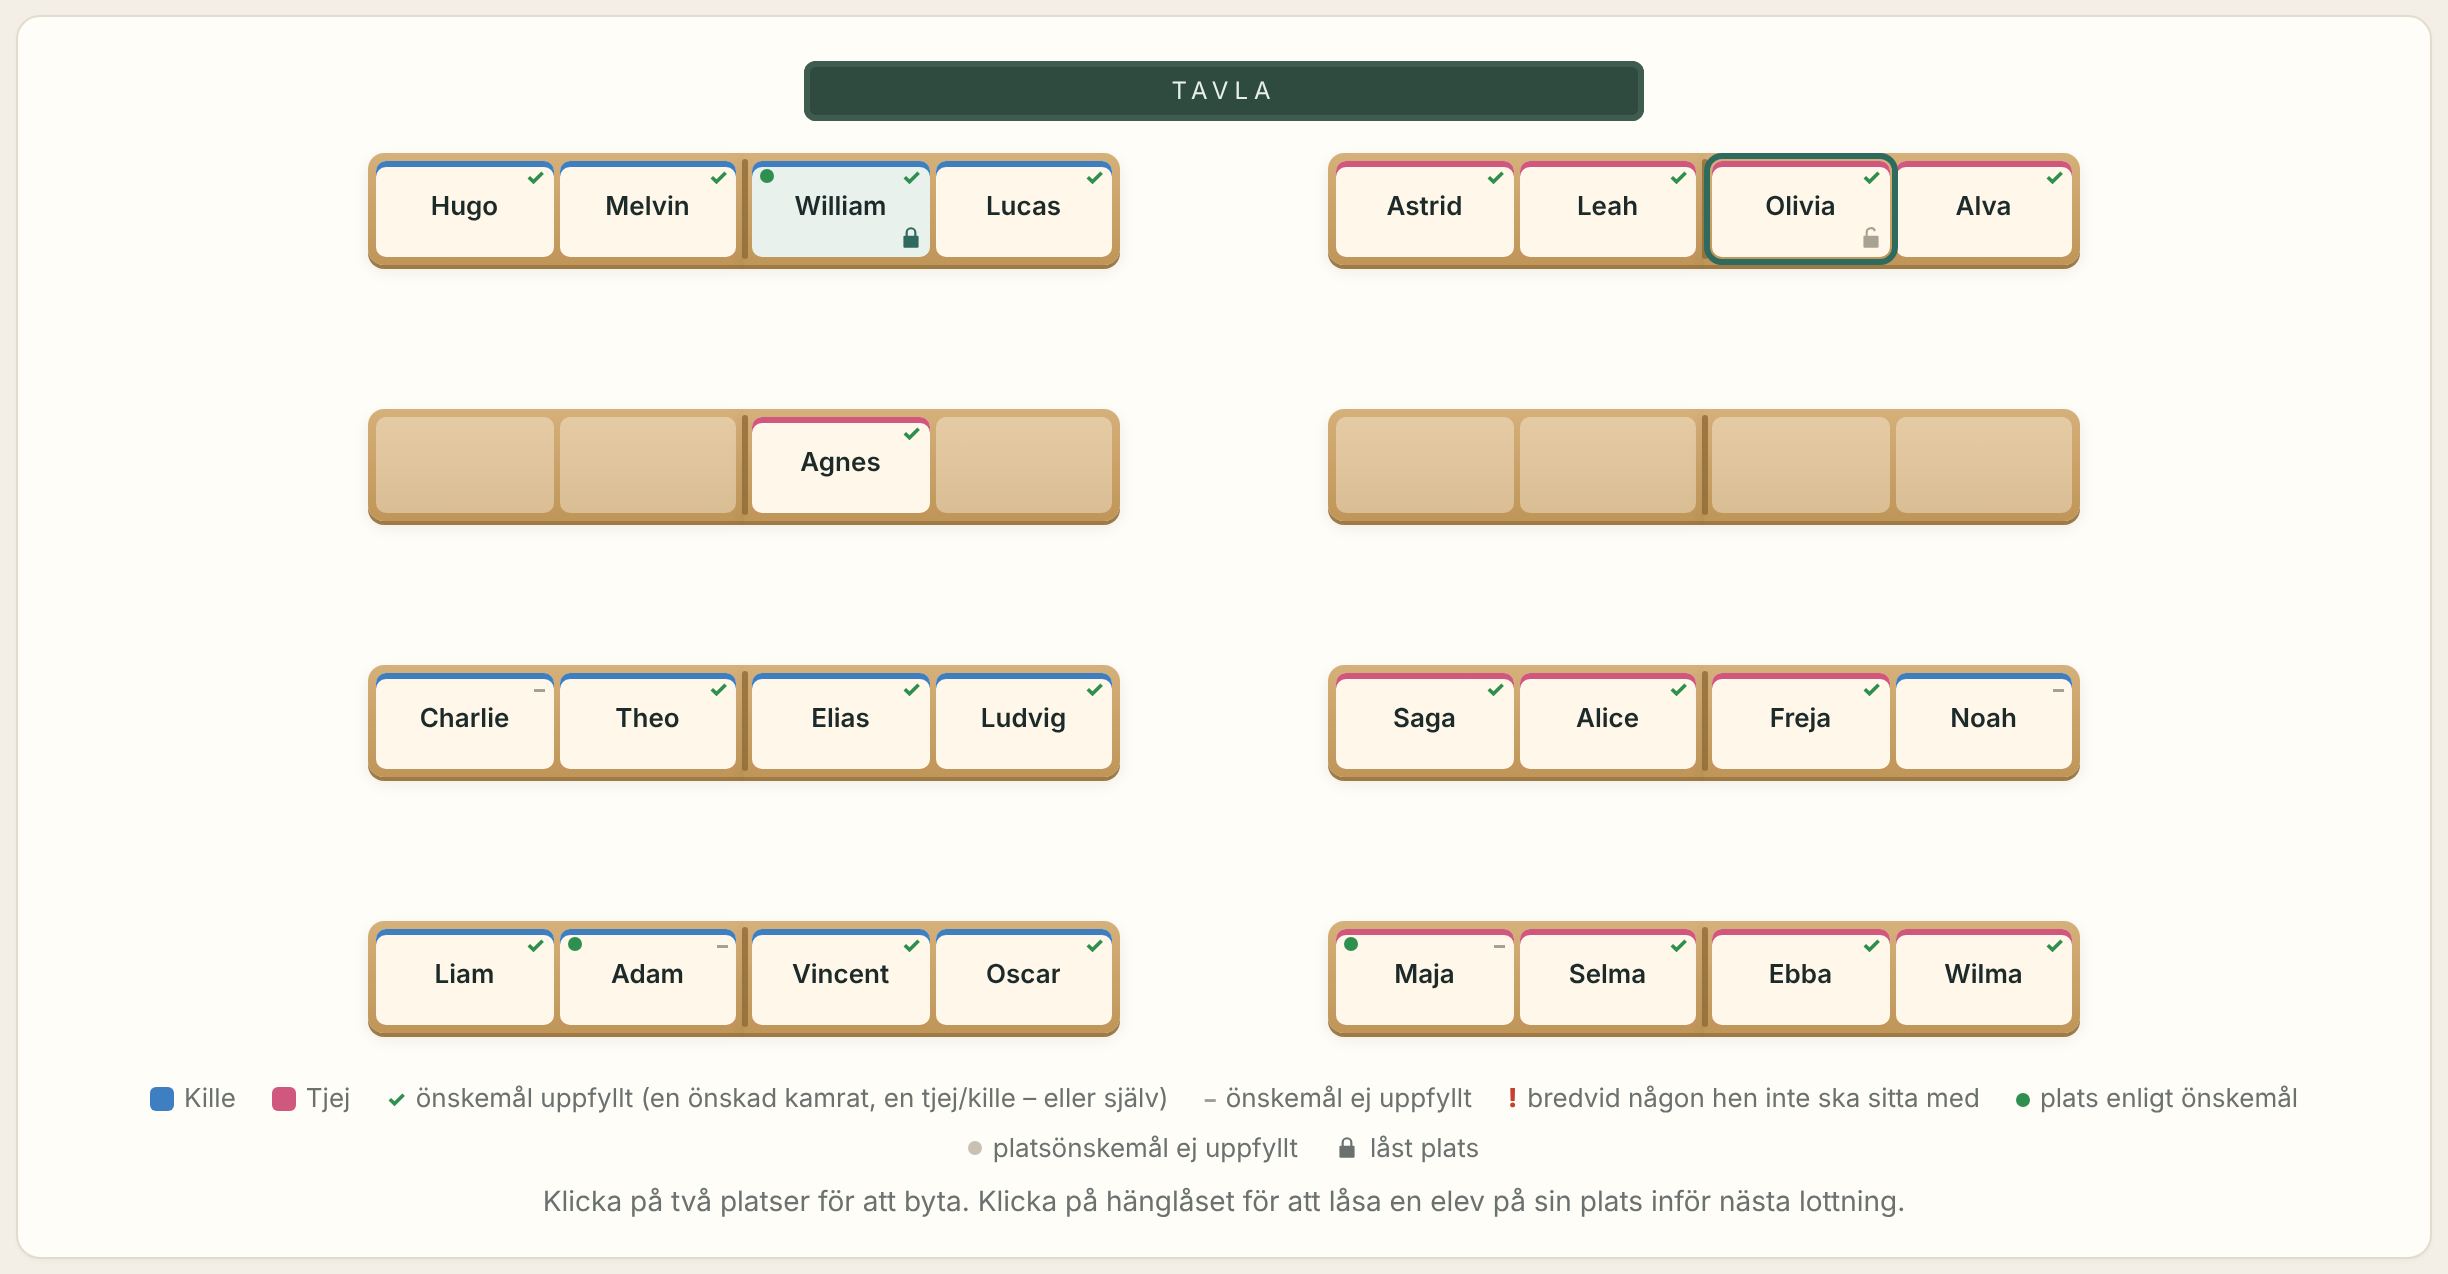 TAVLA
Hugo Melvin William Lucas Astrid Leah Olivia Alva
Agnes
Charlie Theo Elias Ludvig Saga Alice Freja Noah
Liam Adam Vincent Oscar Maja Selma Ebba Wilma
Kille Tjej ✓ önskemål uppfyllt (en önskad kamrat, en tjej/kille – eller själv) – önskemål ej uppfyllt ! bredvid någon hen inte ska sitta med plats enligt önskemål
platsönskemål ej uppfyllt låst plats
Klicka på två platser för att byta. Klicka på hänglåset för att låsa en elev på sin plats inför nästa lottning.